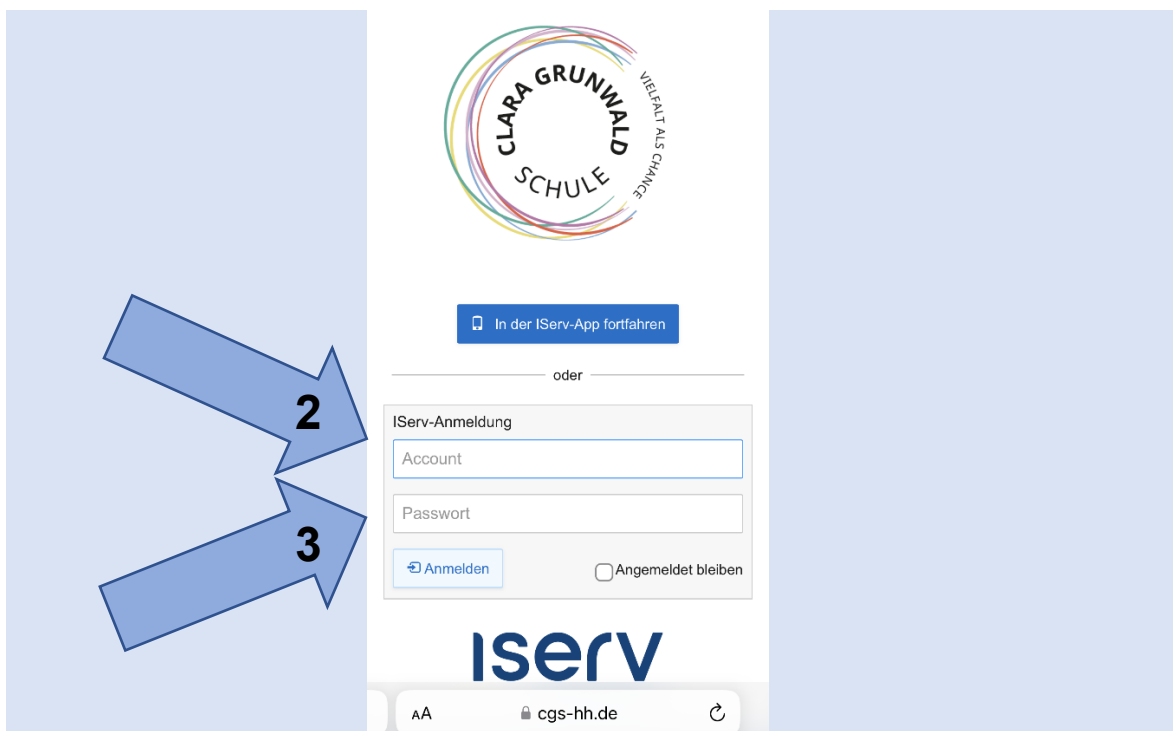 CLARA GRUNWALD
SCHULE
VIELFALT ALS CHANCE
In der IServ-App fortfahren
oder
2
IServ-Anmeldung
Account
3
Passwort
Anmelden
Angemeldet bleiben
Iserv
AA
cgs-hh.de